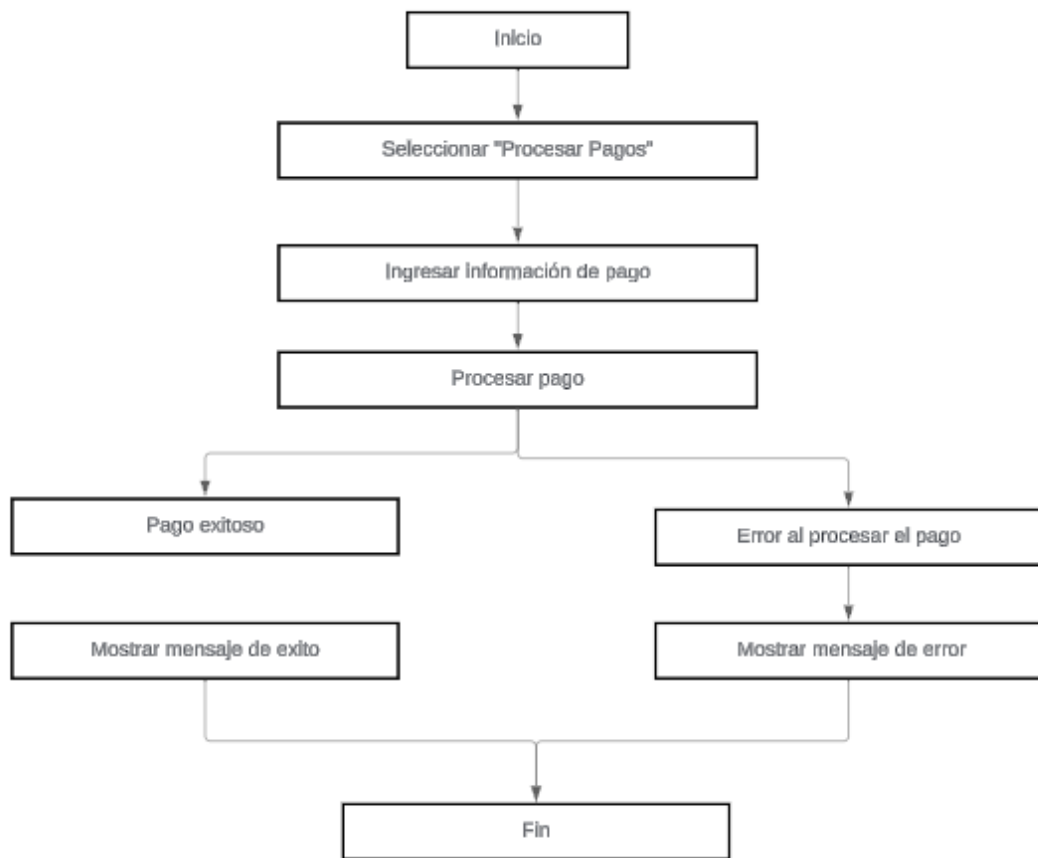 Inicio
Seleccionar "Procesar Pagos"
Ingresar información de pago
Procesar pago
Pago exitoso
Error al procesar el pago
Mostrar mensaje de exito
Mostrar mensaje de error
Fin